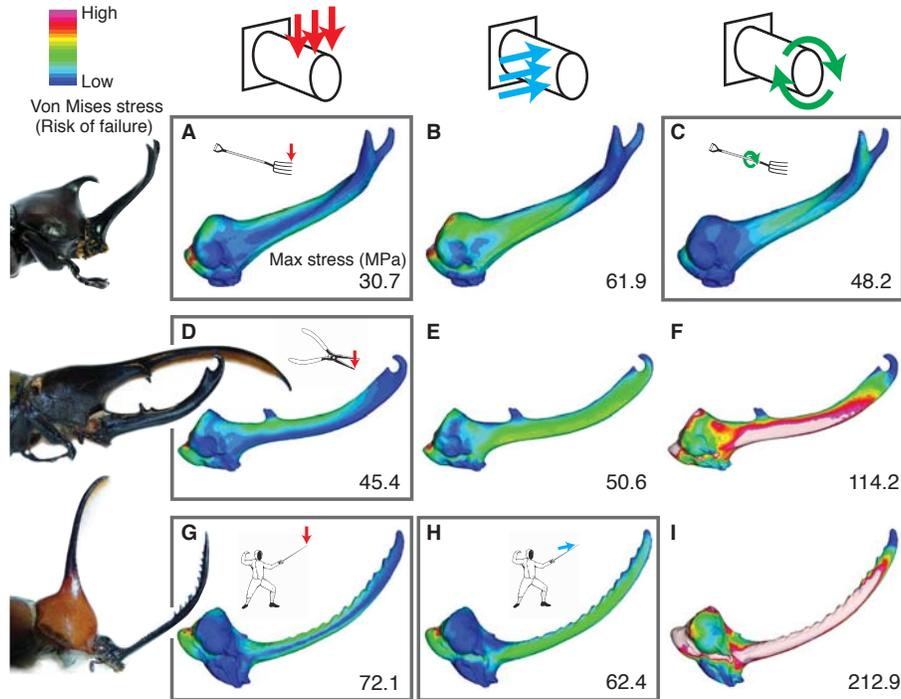 High
Low
Von Mises stress
(Risk of failure)
A
B
C
Max stress (MPa)
30.7
61.9
48.2
D
E
F
45.4
50.6
114.2
G
H
I
72.1
62.4
212.9